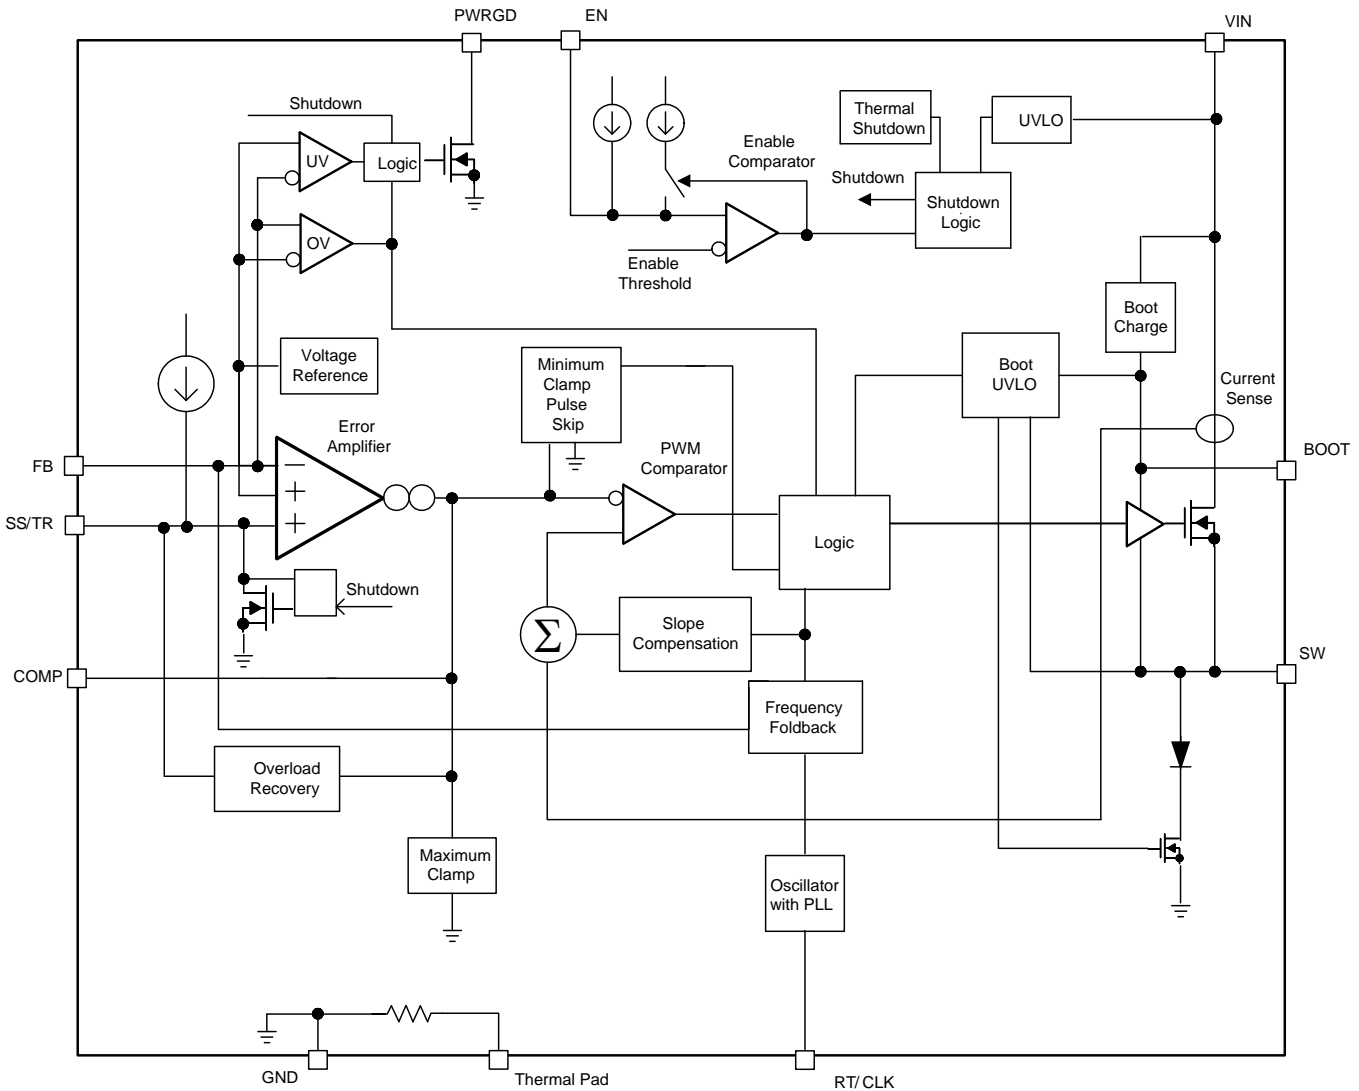 PWRGD
EN
VIN
Shutdown
Thermal
Shutdown
UVLO
UV
Logic
Enable
Comparator
Shutdown
Shutdown
Logic
OV
Enable
Threshold
Boot
Charge
Voltage
Reference
Minimum
Clamp
Pulse
Skip
Boot
UVLO
Current
Sense
Error
Amplifier
PWM
Comparator
FB
BOOT
−
+
+
SS/TR
Logic
Shutdown
Σ
Slope
Compensation
SW
COMP
Frequency
Foldback
Overload
Recovery
Maximum
Clamp
Oscillator
with PLL
GND
Thermal Pad
RT/CLK